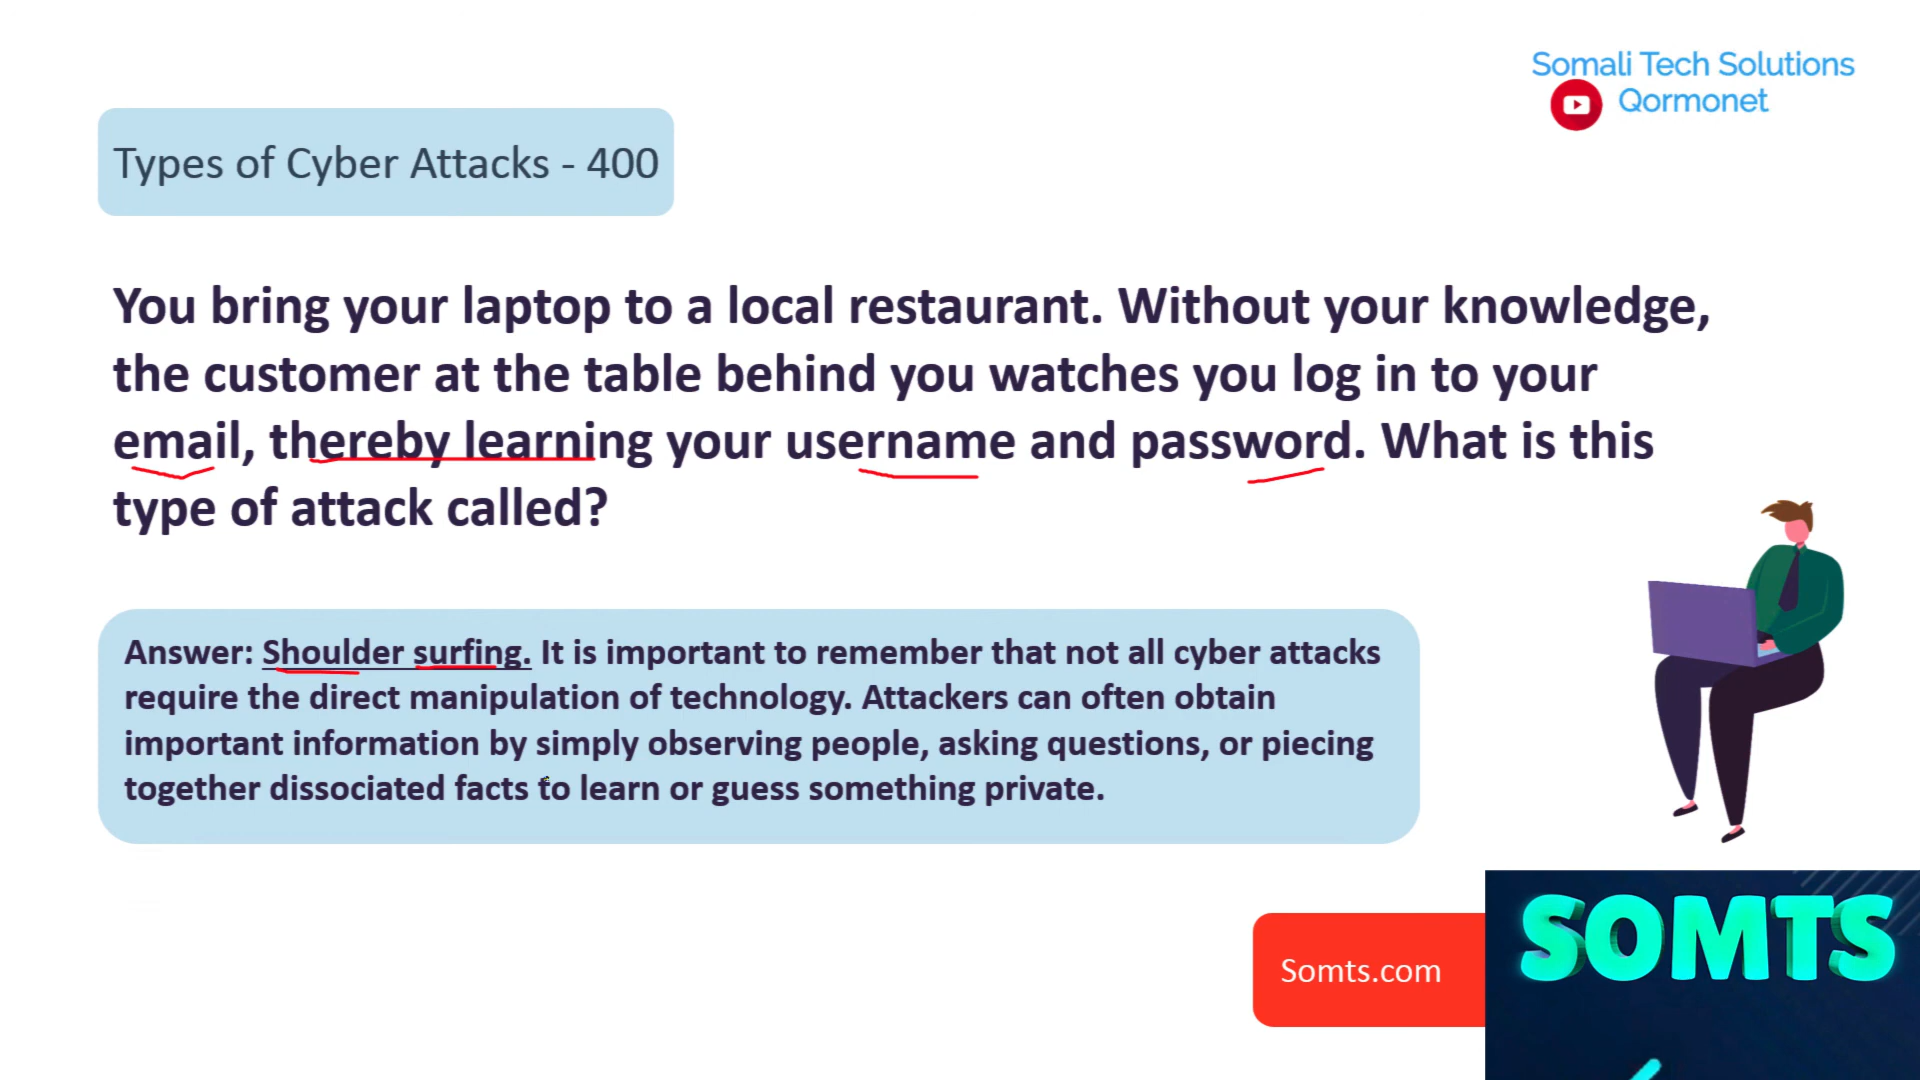 Somali Tech Solutions
Qormonet
Types of Cyber Attacks - 400
You bring your laptop to a local restaurant. Without your knowledge,
the customer at the table behind you watches you log in to your
email, thereby learning your username and password. What is this
type of attack called?
Answer: Shoulder surfing. It is important to remember that not all cyber attacks
require the direct manipulation of technology. Attackers can often obtain
important information by simply observing people, asking questions, or piecing
together dissociated facts to learn or guess something private.
Somts.com
SOMTS